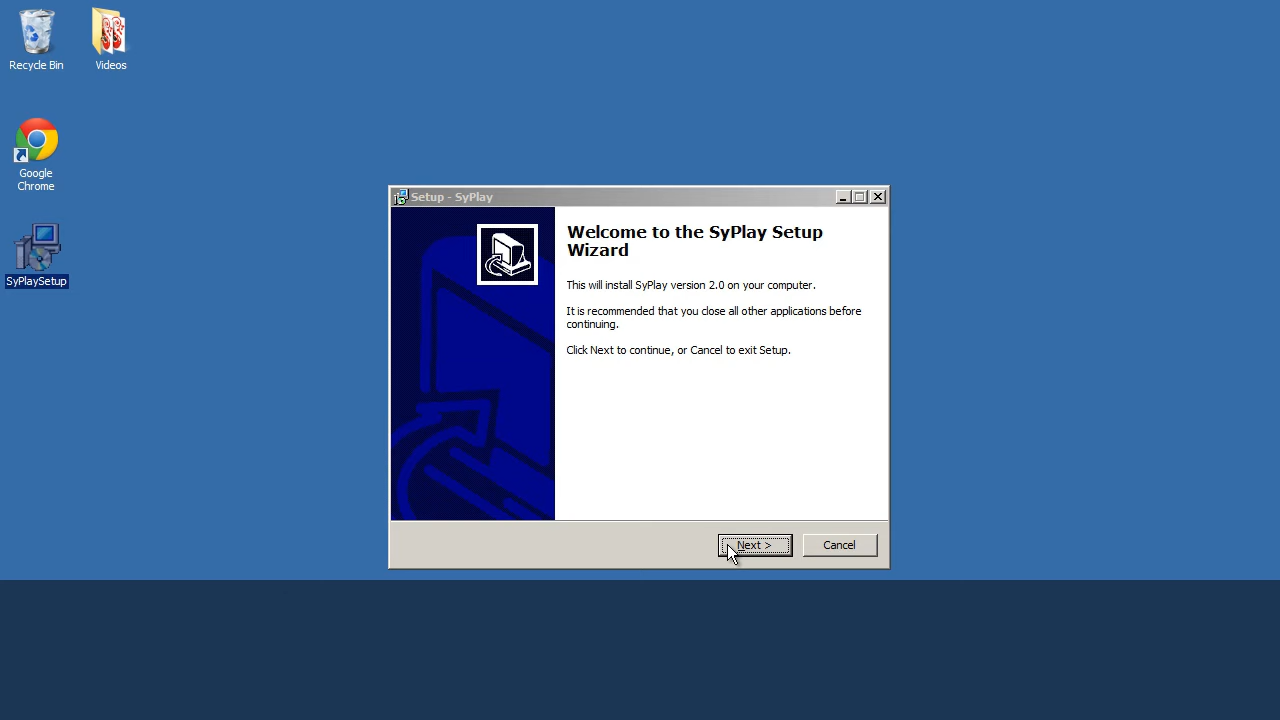 Recycle Bin
Videos
Google
Chrome
SyPlaySetup
Setup - SyPlay
Welcome to the SyPlay Setup
Wizard
This will install SyPlay version 2.0 on your computer.
It is recommended that you close all other applications before
continuing.
Click Next to continue, or Cancel to exit Setup.
Next >
Cancel